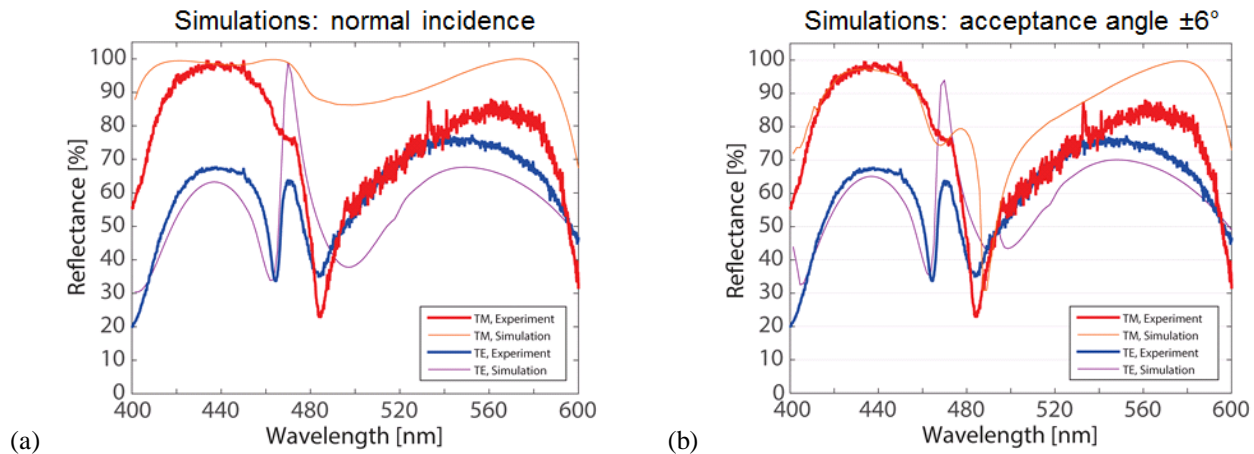 Simulations: normal incidence
Reflectance [%]
100
90
80
70
60
50
40
30
20
10
0
400 440 480 520 560 600
Wavelength [nm]
TM, Experiment
TM, Simulation
TE, Experiment
TE, Simulation
(a)
Simulations: acceptance angle ±6°
Reflectance [%]
100
90
80
70
60
50
40
30
20
10
0
400 440 480 520 560 600
Wavelength [nm]
TM, Experiment
TM, Simulation
TE, Experiment
TE, Simulation
(b)